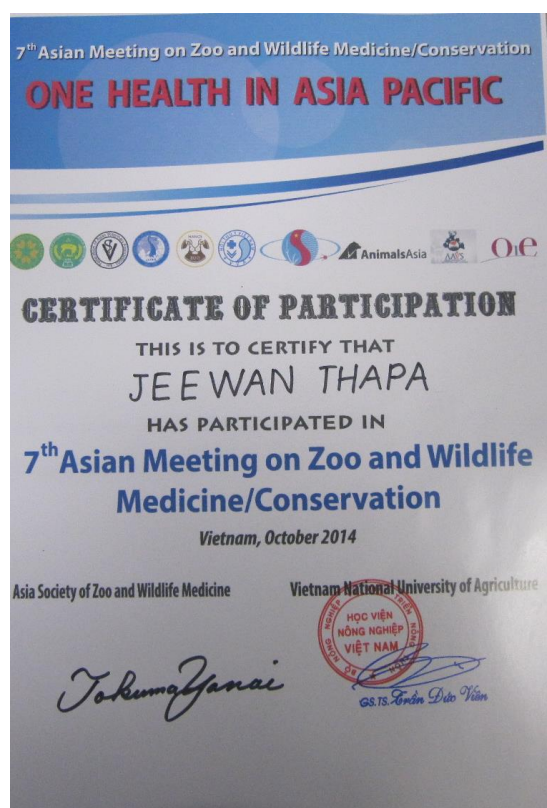 7th Asian Meeting on Zoo and Wildlife Medicine/Conservation
ONE HEALTH IN ASIA PACIFIC
AnimalsAsia
OIE
CERTIFICATE OF PARTICIPATION
THIS IS TO CERTIFY THAT
JEEWAN THAPA
HAS PARTICIPATED IN
7th Asian Meeting on Zoo and Wildlife
Medicine/Conservation
Vietnam, October 2014
Asia Society of Zoo and Wildlife Medicine
Vietnam National University of Agriculture
HỌC VIỆN
NÔNG NGHIỆP
VIỆT NAM
Tokuma Yanai
GS.TS. Trần Đức Viên